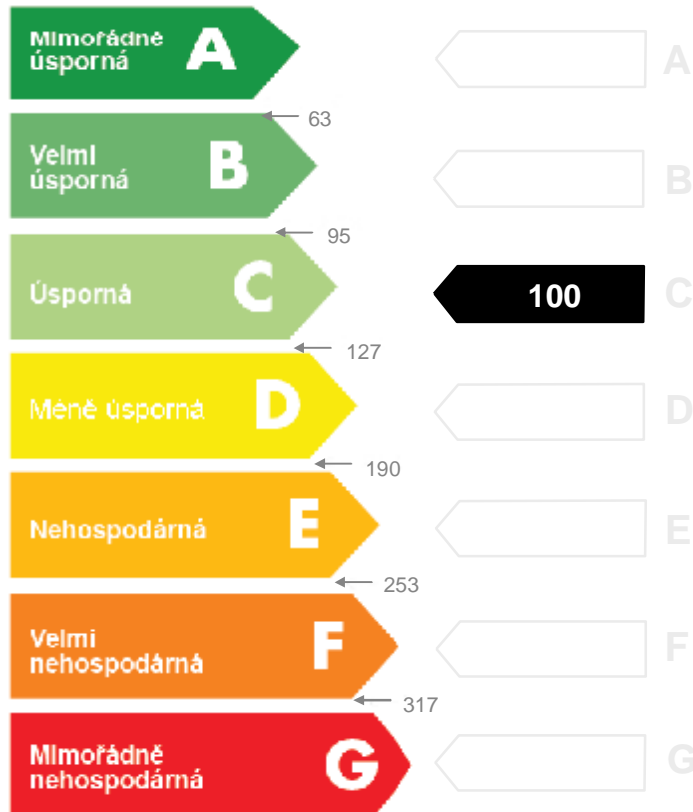 Mimořádně
úsporná
A
A
63
Velmi
úsporná
B
B
95
Úsporná
C
100
C
127
Méně úsporná
D
D
190
Nehospodárná
E
E
253
Velmi
nehospodárná
F
F
317
Mimořádně
nehospodárná
G
G